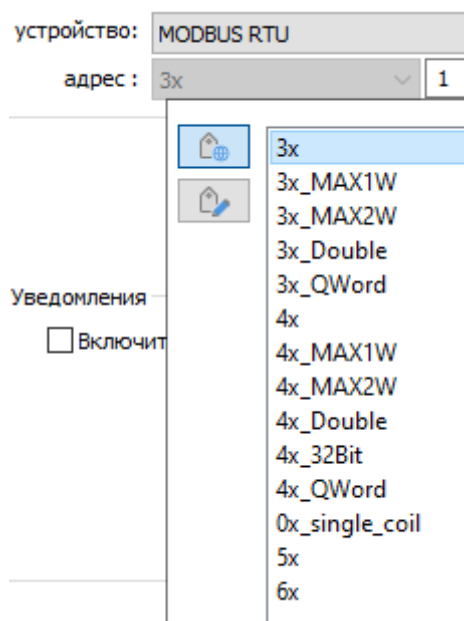 устройство: MODBUS RTU
адрес : 3x 1
3x
3x_MAX1W
3x_MAX2W
3x_Double
3x_QWord
Уведомления
4x
Включит
4x_MAX1W
4x_MAX2W
4x_Double
4x_32Bit
4x_QWord
0x_single_coil
5x
6x